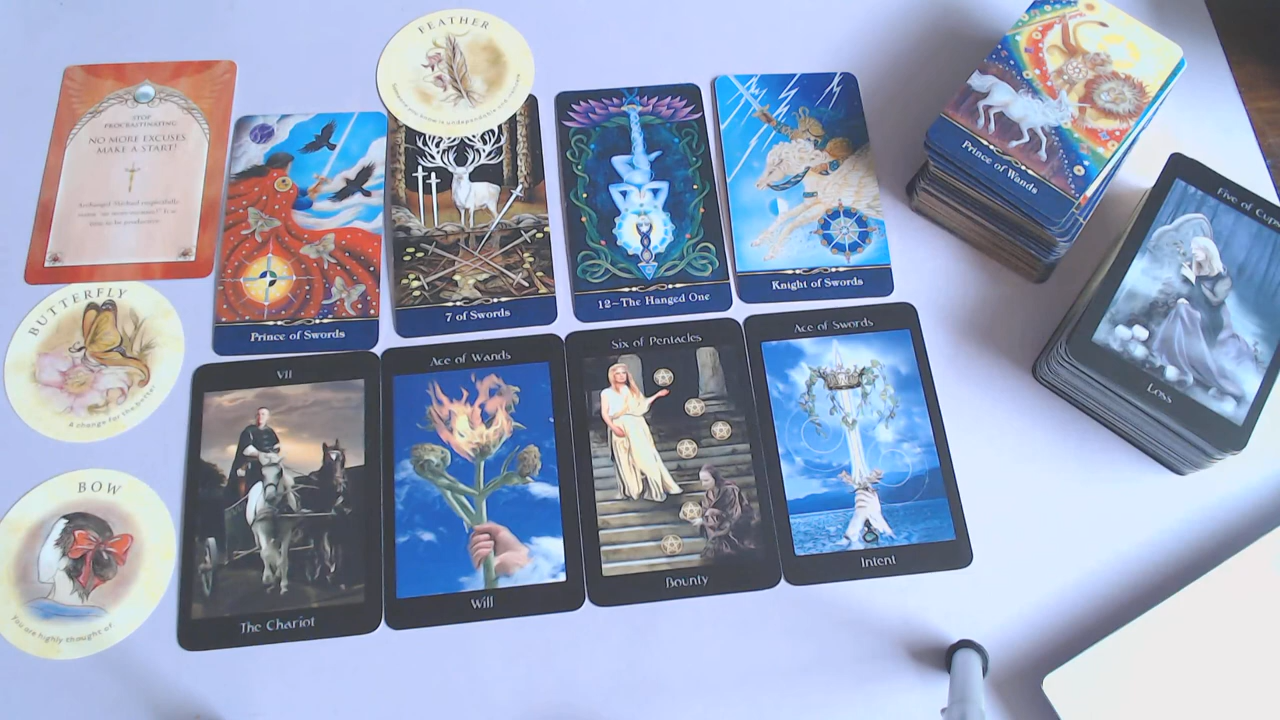 STOP
PROCRASTINATING
NO MORE EXCUSES,
MAKE A START!
BUTTERFLY
A change for the better
BOW
You are highly thought of
FEATHER
Prince of Swords
7 of Swords
12—The Hanged One
Knight of Swords
Prince of Wands
VII
The Chariot
Ace of Wands
Will
Six of Pentacles
Bounty
Ace of Swords
Intent
Five of Cups
Loss